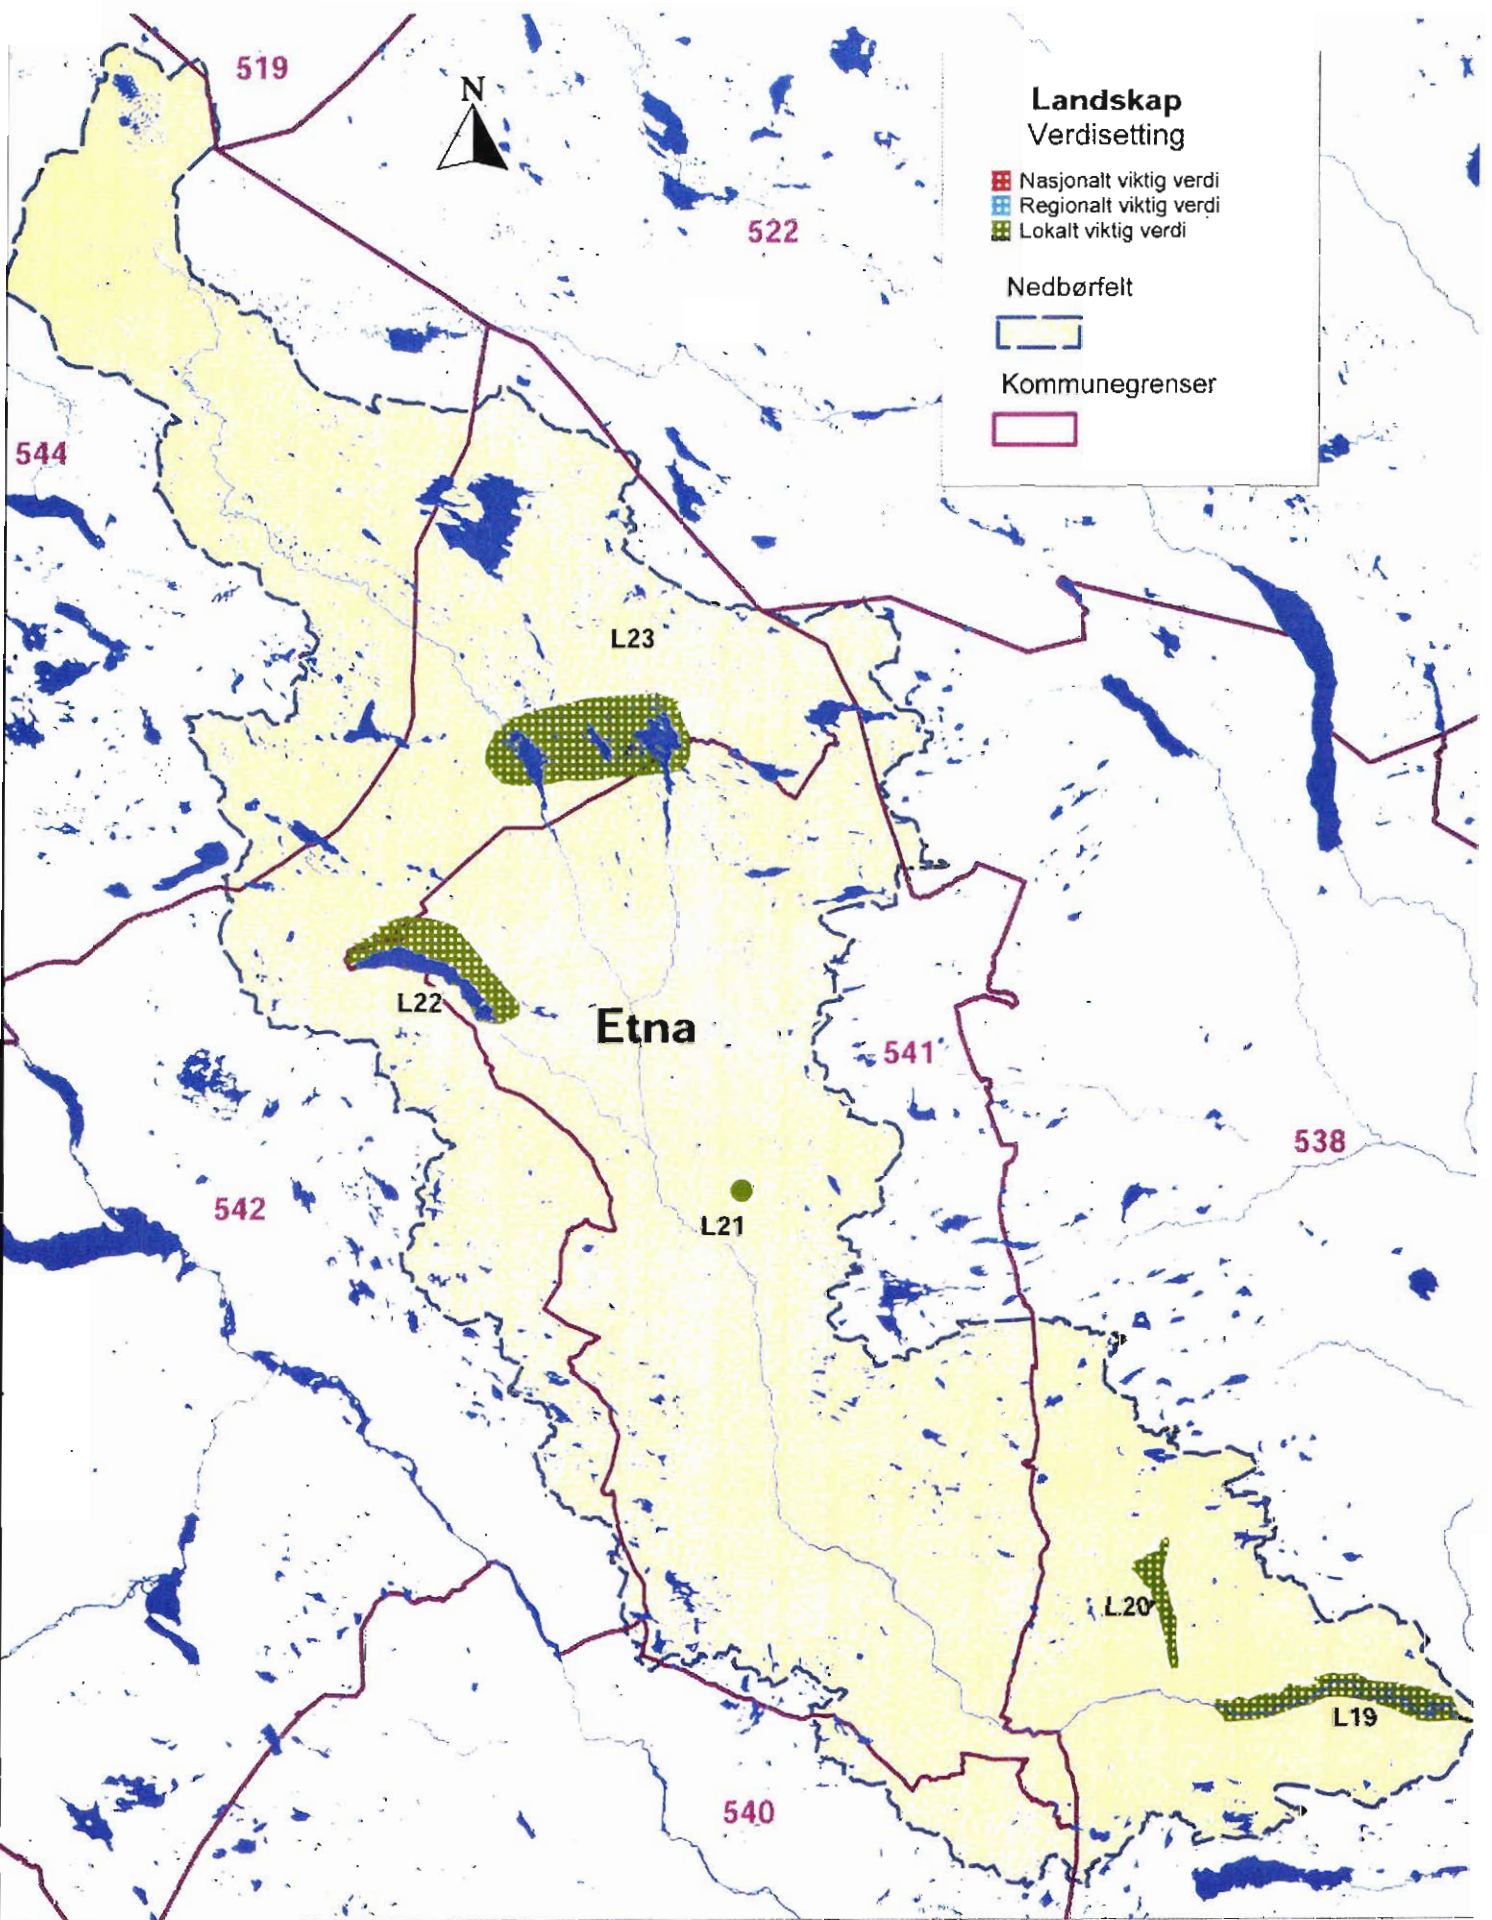 519
N
Landskap
Verdisetting
Nasjonalt viktig verdi
Regionalt viktig verdi
Lokalt viktig verdi
522
Nedbørfelt
Kommunegrenser
544
L23
L22
Etna
541
538
542
L21
L20
L19
540